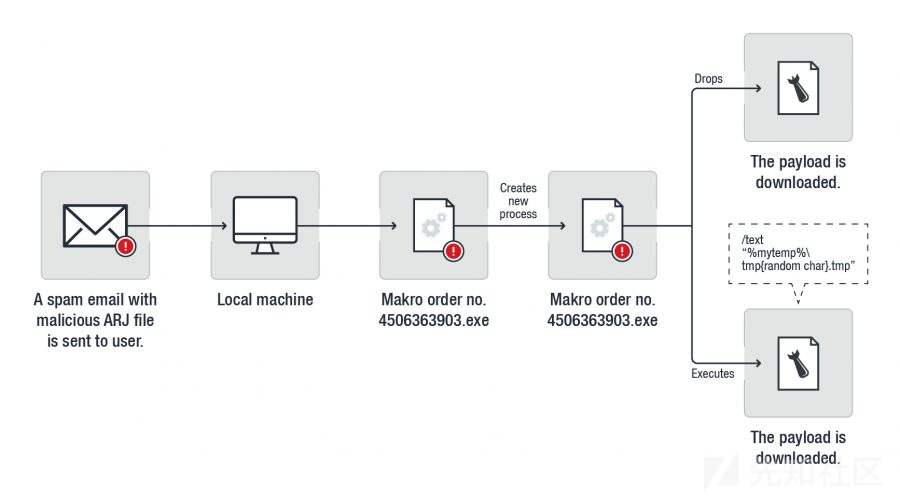 A spam email with
malicious ARJ file
is sent to user.
Local machine
Makro order no.
4506363903.exe
Creates
new
process
Makro order no.
4506363903.exe
Drops
The payload is
downloaded.
/text
“%mytemp%\
tmp{random char}.tmp”
Executes
The payload is
downloaded.
先知社区